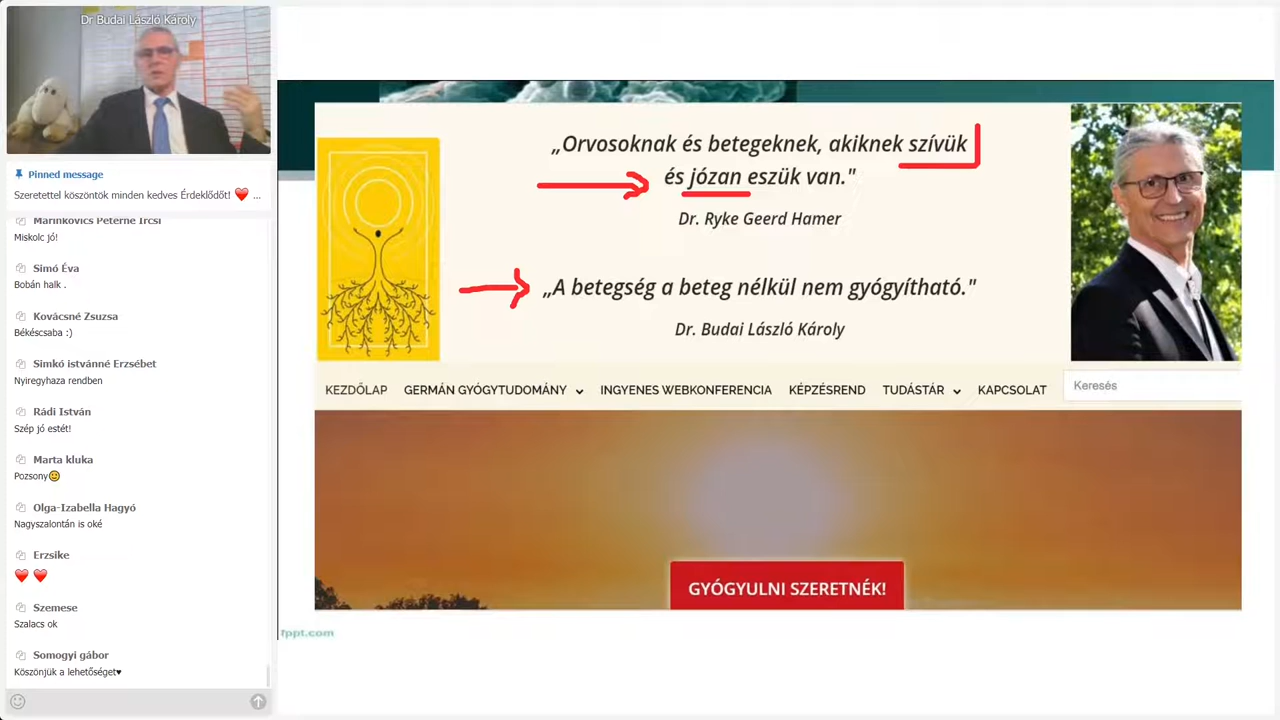 Dr Budai László Károly
Pinned message
Szeretettel köszöntök minden kedves Érdeklődőt! ❤️ ...
Marinkovics Péterné Ircsi
Miskolc jó!
Simó Éva
Bobán halk .
Kovácsné Zsuzsa
Békéscsaba :)
Simkó istvánné Erzsébet
Nyiregyhaza rendben
Rádi István
Szép jó estét!
Marta kluka
Pozsony
Olga-Izabella Hagyó
Nagyszalontán is oké
Erzsike
❤️ ❤️
Szemese
Szalacs ok
Somogyi gábor
Köszönjük a lehetőséget♥
„Orvosoknak és betegeknek, akiknek szívük
és józan eszük van."
Dr. Ryke Geerd Hamer
„A betegség a beteg nélkül nem gyógyítható."
Dr. Budai László Károly
KEZDŐLAP GERMÁN GYÓGYTUDOMÁNY INGYENES WEBKONFERENCIA KÉPZÉSREND TUDÁSTÁR KAPCSOLAT Keresés
GYÓGYULNI SZERETNÉK!
fppt.com